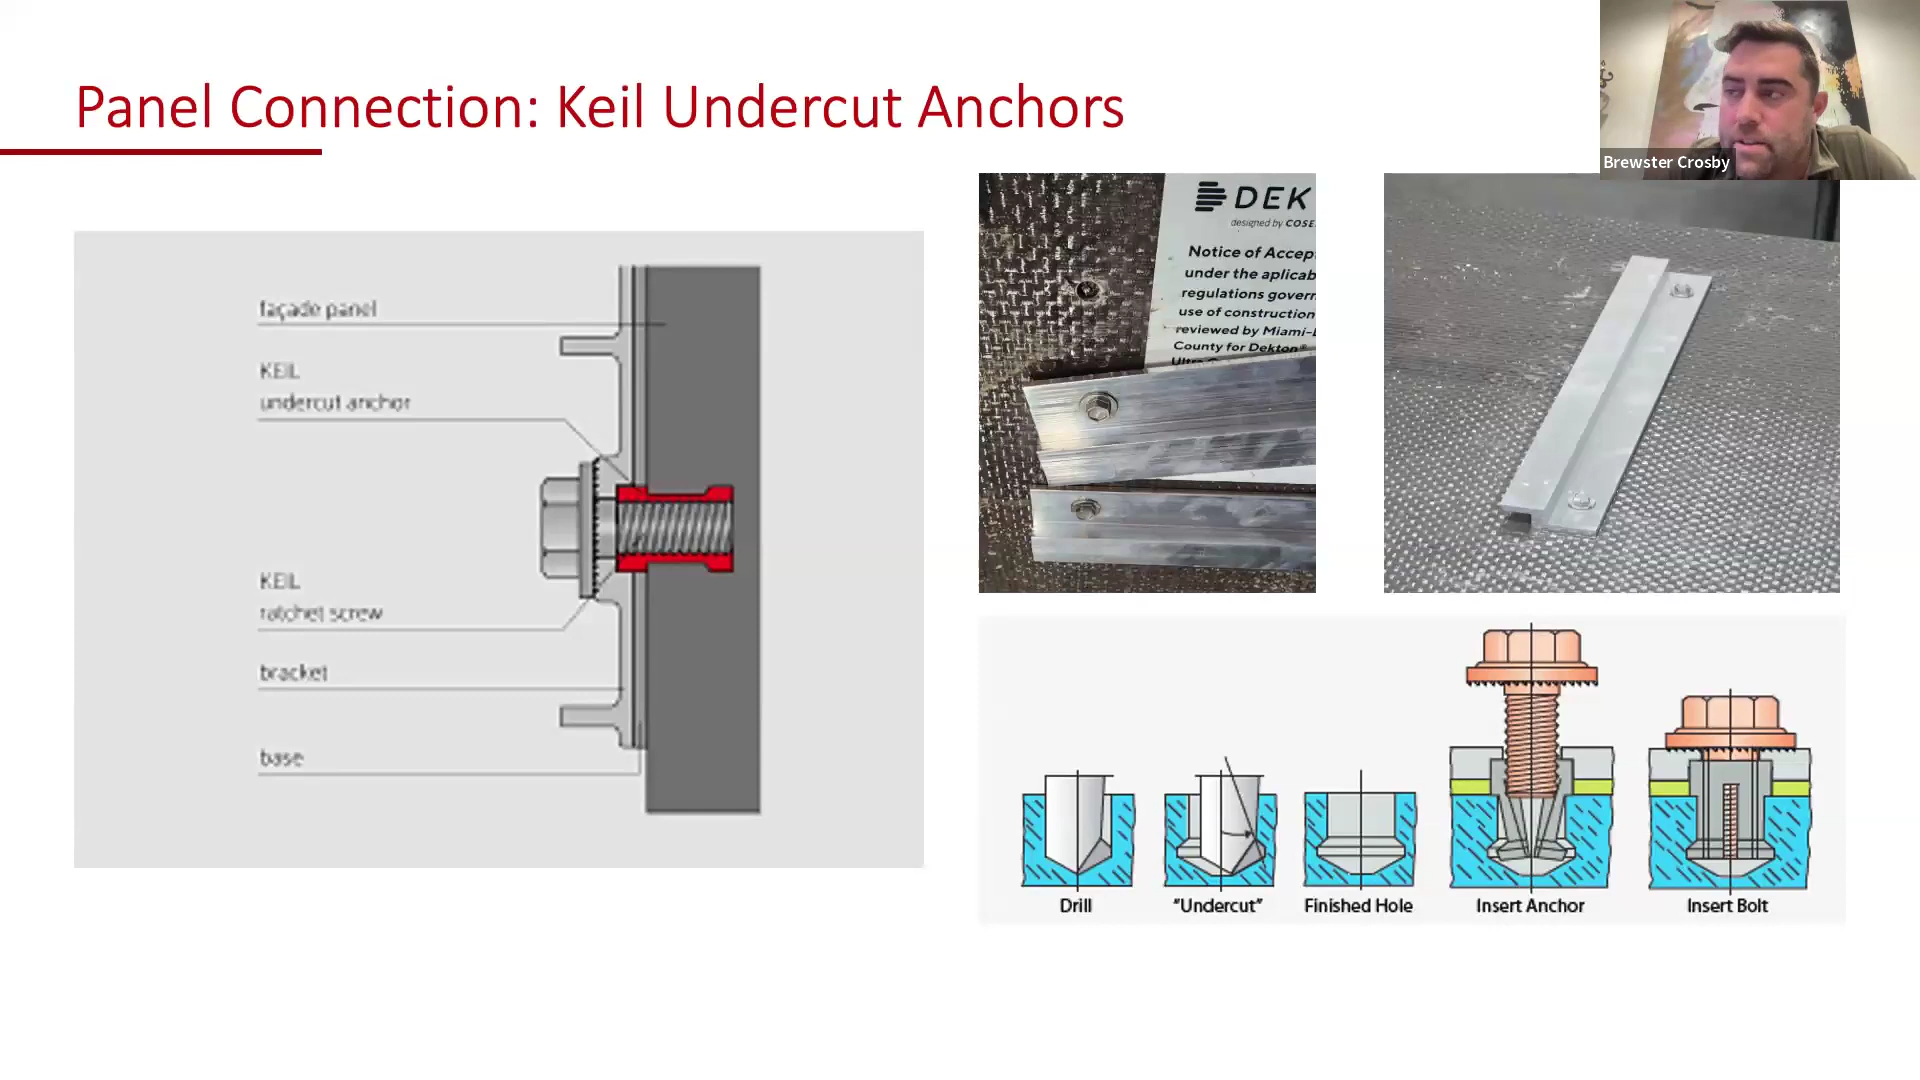 Panel Connection: Keil Undercut Anchors
Brewster Crosby
façade panel
KEIL
undercut anchor
KEIL
ratchet screw
bracket
base
DEK
designed by COSE
Notice of Accep
under the aplicab
regulations govern
use of construction
reviewed by Miami-
County for Dekton®
Ultra
Drill
"Undercut"
Finished Hole
Insert Anchor
Insert Bolt